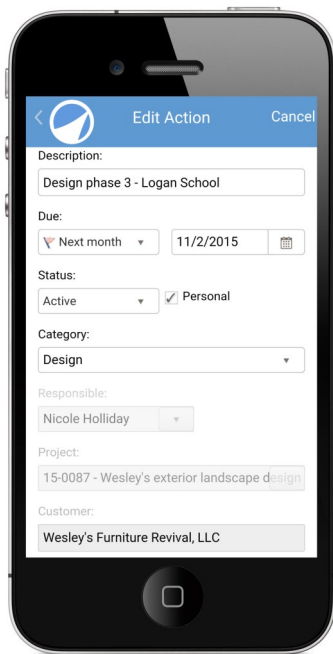 Edit Action
Cancel
Description:
Design phase 3 - Logan School
Due:
Next month
11/2/2015
Status:
Active
Personal
Category:
Design
Responsible:
Nicole Holliday
Project:
15-0087 - Wesley's exterior landscape design
Customer:
Wesley's Furniture Revival, LLC